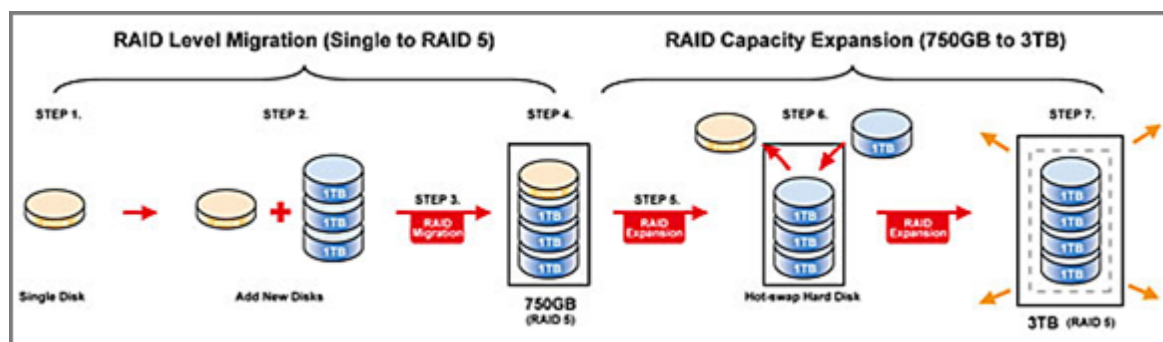 RAID Level Migration (Single to RAID 5)
RAID Capacity Expansion (750GB to 3TB)
STEP 1.
STEP 2.
STEP 4.
STEP 6.
STEP 7.
1TB
1TB
1TB
1TB
STEP 3.
RAID
Migration
1TB
1TB
1TB
STEP 5.
RAID
Expansion
1TB
1TB
1TB
RAID
Expansion
1TB
1TB
1TB
1TB
Single Disk
Add New Disks
750GB
(RAID 5)
Hot-swap Hard Disk
3TB (RAID 5)